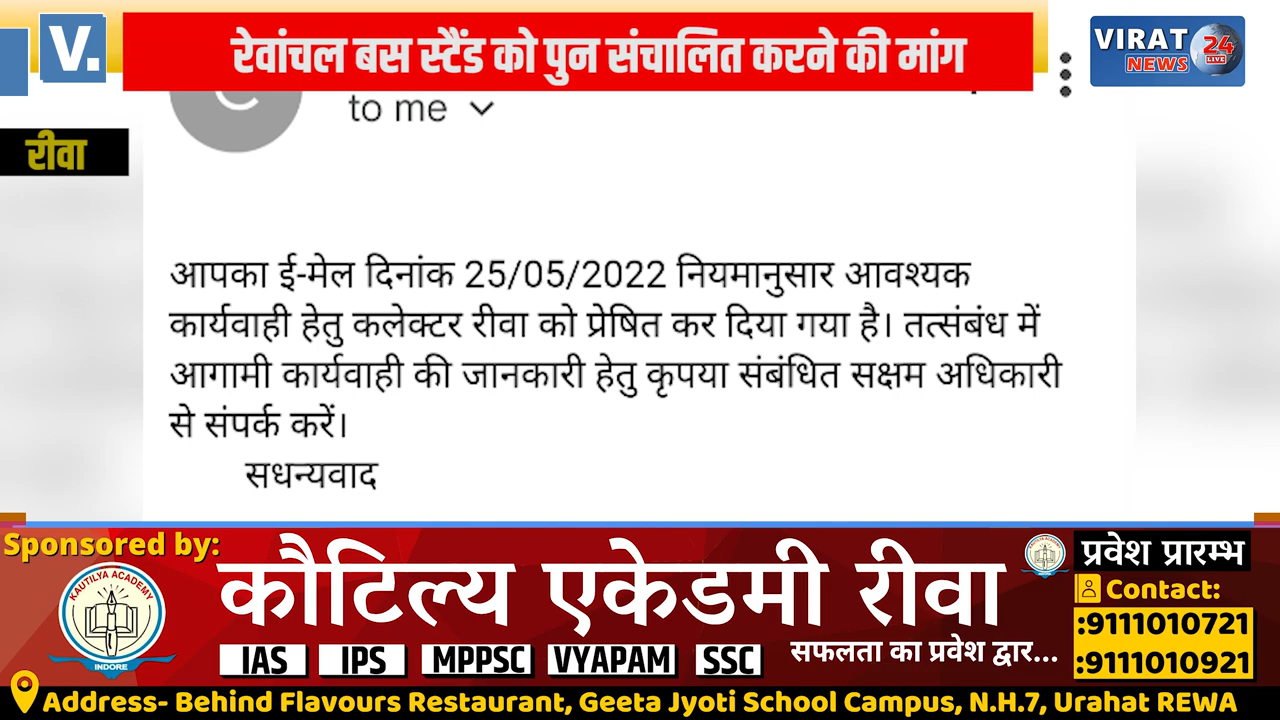 V.
रेवांचल बस स्टैंड को पुन संचालित करने की मांग
VIRAT 24
NEWS LIVE
to me
रीवा
आपका ई-मेल दिनांक 25/05/2022 नियमानुसार आवश्यक
कार्यवाही हेतु कलेक्टर रीवा को प्रेषित कर दिया गया है। तत्संबंध में
आगामी कार्यवाही की जानकारी हेतु कृपया संबंधित सक्षम अधिकारी
से संपर्क करें।
सधन्यवाद
Sponsored by:
KAUTILYA ACADEMY
INDORE
कौटिल्य एकेडमी रीवा
सफलता का प्रवेश द्वार...
IAS IPS MPPSC VYAPAM SSC
प्रवेश प्रारम्भ
Contact:
:9111010721
:9111010921
Address- Behind Flavours Restaurant, Geeta Jyoti School Campus, N.H.7, Urahat REWA